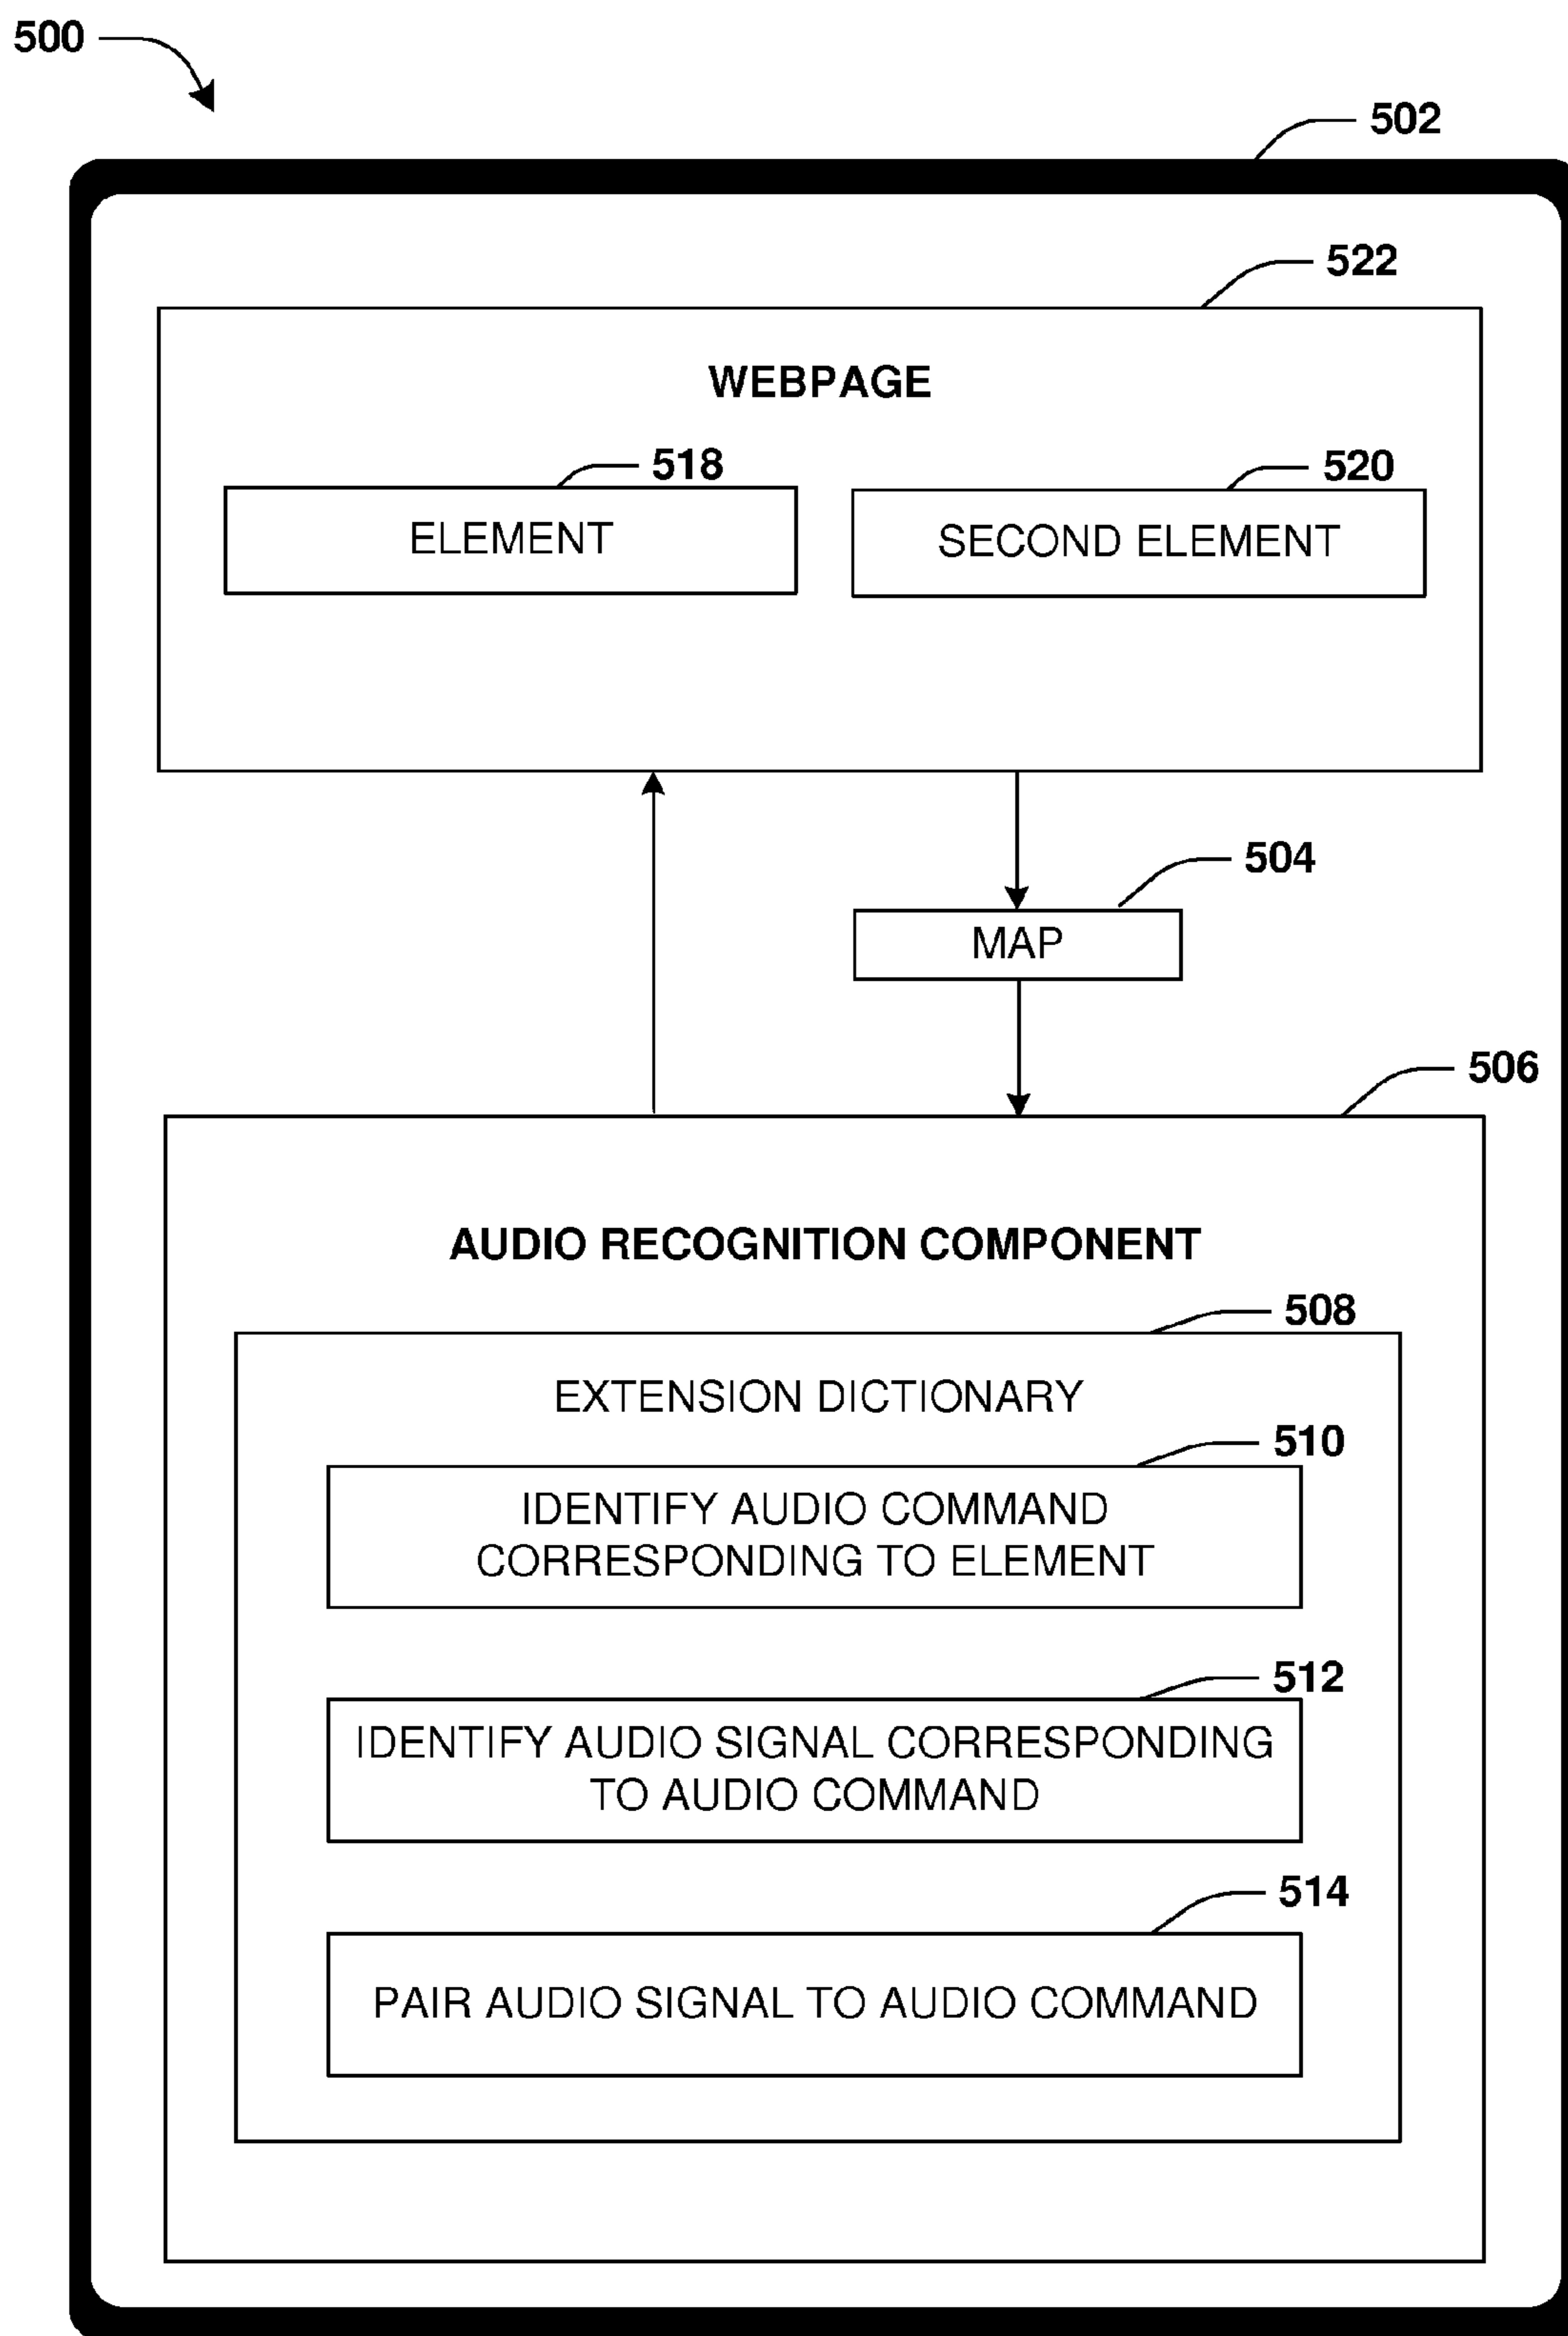 500
502
522
WEBPAGE
518
520
ELEMENT
SECOND ELEMENT
504
MAP
506
AUDIO RECOGNITION COMPONENT
508
EXTENSION DICTIONARY
510
IDENTIFY AUDIO COMMAND
CORRESPONDING TO ELEMENT
512
IDENTIFY AUDIO SIGNAL CORRESPONDING
TO AUDIO COMMAND
514
PAIR AUDIO SIGNAL TO AUDIO COMMAND